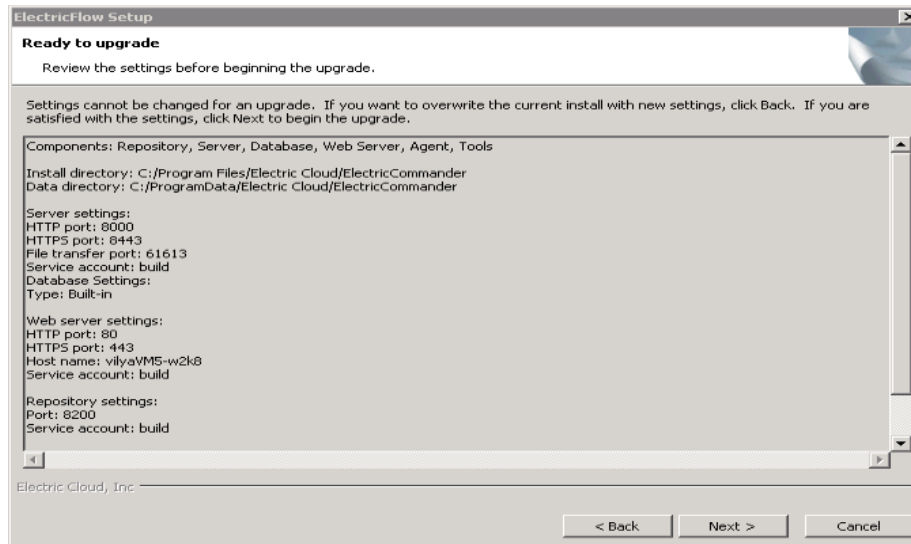 ElectricFlow Setup
Ready to upgrade
Review the settings before beginning the upgrade.
Settings cannot be changed for an upgrade. If you want to overwrite the current install with new settings, click Back. If you are
satisfied with the settings, click Next to begin the upgrade.
Components: Repository, Server, Database, Web Server, Agent, Tools
Install directory: C:/Program Files/Electric Cloud/ElectricCommander
Data directory: C:/ProgramData/Electric Cloud/ElectricCommander
Server settings:
HTTP port: 8000
HTTPS port: 8443
File transfer port: 61613
Service account: build
Database Settings:
Type: Built-in
Web server settings:
HTTP port: 80
HTTPS port: 443
Host name: vilyaVM5-w2k8
Service account: build
Repository settings:
Port: 8200
Service account: build
Electric Cloud, Inc
< Back
Next >
Cancel